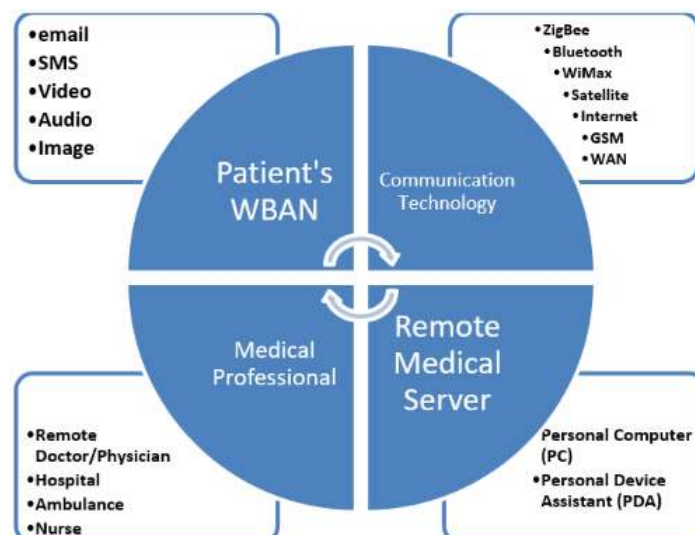 •email
•SMS
•Video
•Audio
•Image
•ZigBee
•Bluetooth
•WiMax
•Satellite
•Internet
•GSM
•WAN
Patient's
WBAN
Communication
Technology
Medical
Professional
Remote
Medical
Server
•Remote
Doctor/Physician
•Hospital
•Ambulance
•Nurse
Personal Computer
(PC)
•Personal Device
Assistant (PDA)